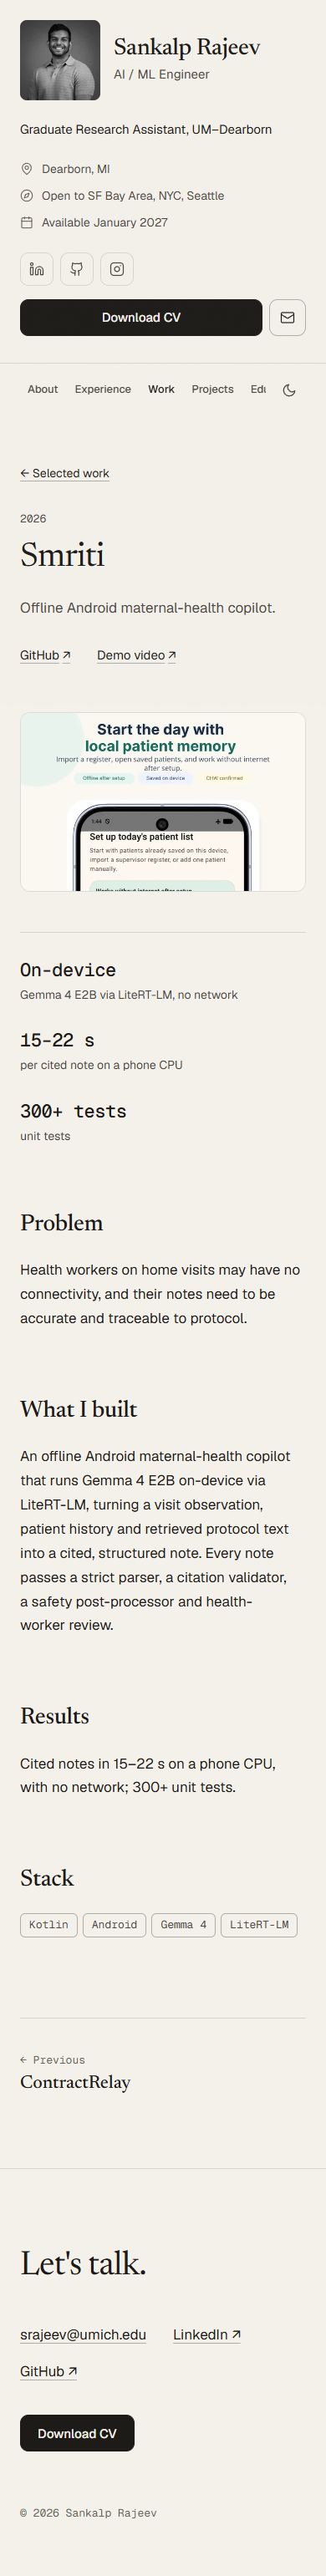 Sankalp Rajeev
AI / ML Engineer
Graduate Research Assistant, UM–Dearborn
Dearborn, MI
Open to SF Bay Area, NYC, Seattle
Available January 2027
Download CV
About Experience Work Projects Edu
← Selected work
2026
Smriti
Offline Android maternal-health copilot.
GitHub ↗ Demo video ↗
Start the day with
local patient memory
Import a register, open saved patients, and work without internet
after setup.
Offline after setup Saved on device CHW confirmed
1:44
Set up today's patient list
Start with patients already saved on this device,
import a supervisor register, or add one patient
manually.
Works without internet after setup
On-device
Gemma 4 E2B via LiteRT-LM, no network
15–22 s
per cited note on a phone CPU
300+ tests
unit tests
Problem
Health workers on home visits may have no
connectivity, and their notes need to be
accurate and traceable to protocol.
What I built
An offline Android maternal-health copilot
that runs Gemma 4 E2B on-device via
LiteRT-LM, turning a visit observation,
patient history and retrieved protocol text
into a cited, structured note. Every note
passes a strict parser, a citation validator,
a safety post-processor and health-
worker review.
Results
Cited notes in 15–22 s on a phone CPU,
with no network; 300+ unit tests.
Stack
Kotlin Android Gemma 4 LiteRT-LM
← Previous
ContractRelay
Let's talk.
srajeev@umich.edu LinkedIn ↗
GitHub ↗
Download CV
© 2026 Sankalp Rajeev